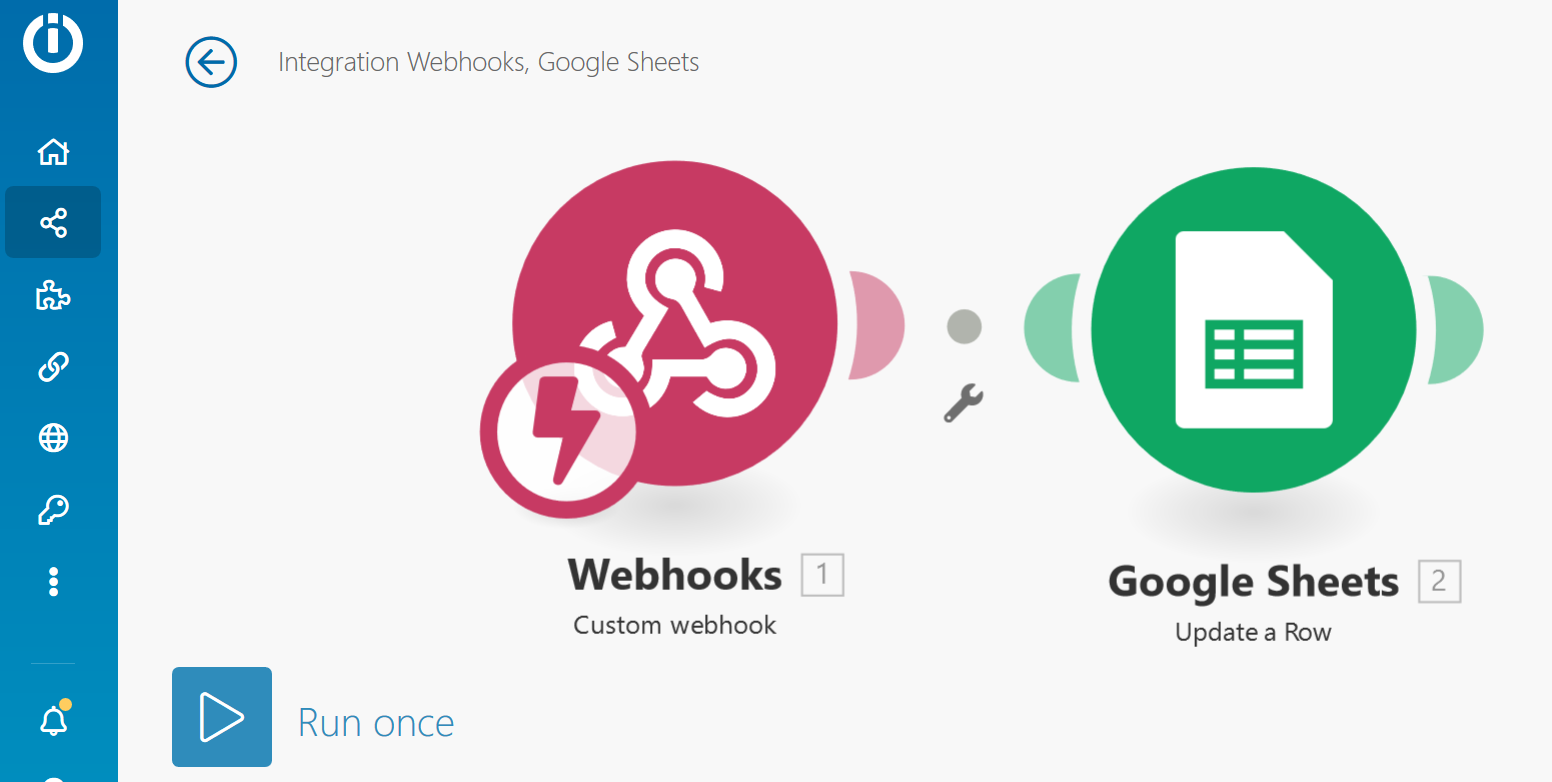 Integration Webhooks, Google Sheets
Webhooks 1
Custom webhook
Google Sheets 2
Update a Row
Run once